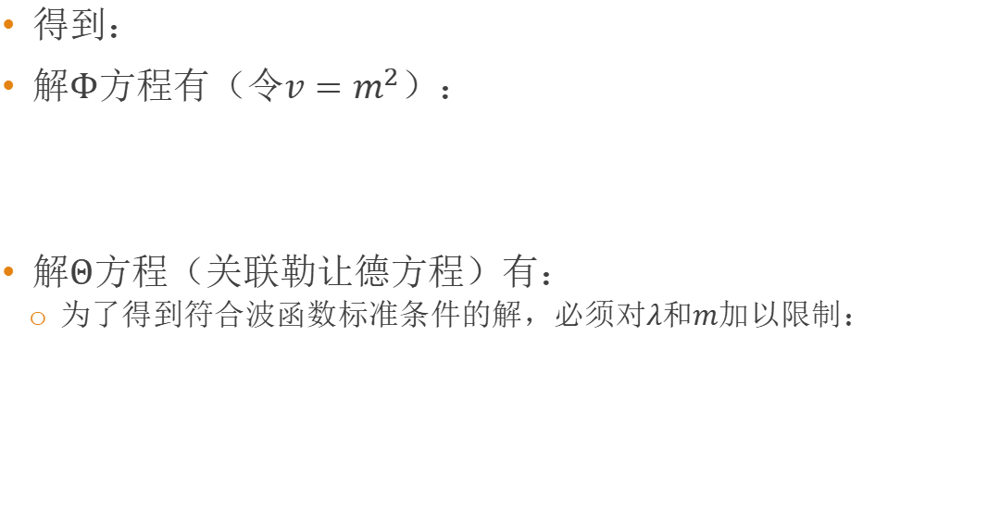 • 得到：
• 解Φ方程有（令𝑣 = 𝑚²）：
• 解Θ方程（关联勒让德方程）有：
○ 为了得到符合波函数标准条件的解，必须对𝜆和𝑚加以限制：